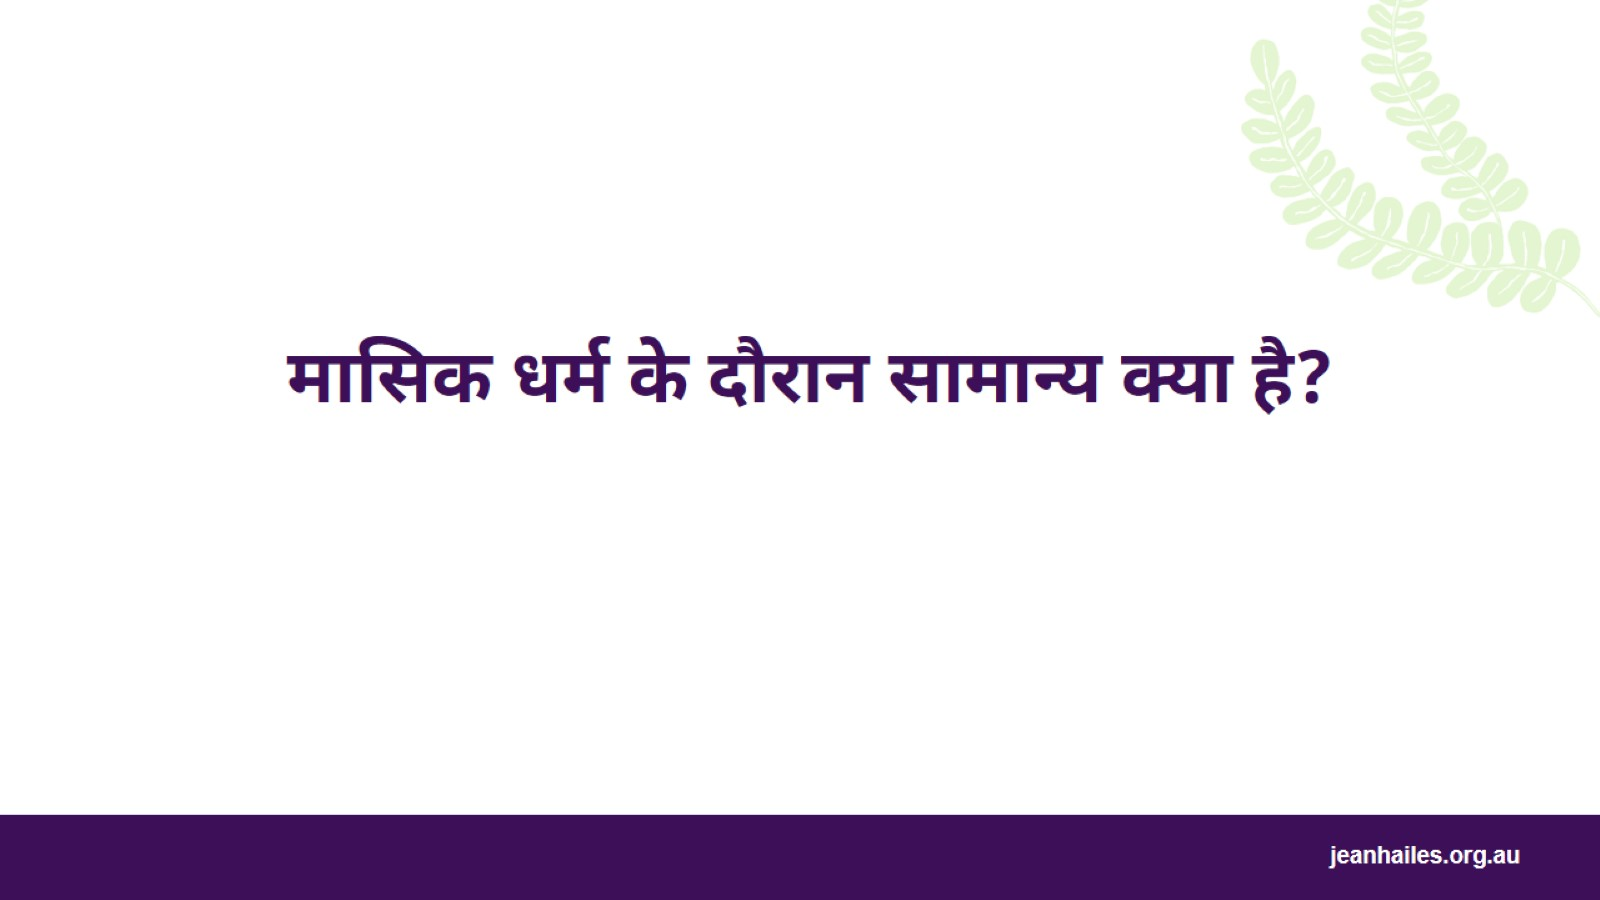 मासिक धर्म के दौरान सामान्य क्या है?
jeanhailes.org.au